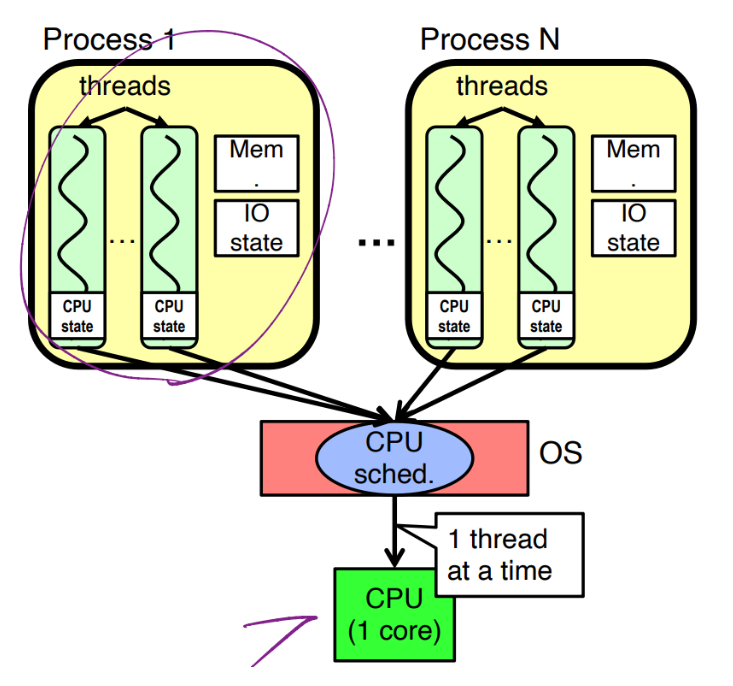 Process 1
Process N
threads
threads
Mem
.
IO
state
...
CPU
state
CPU
state
...
Mem
.
IO
state
...
CPU
state
CPU
state
CPU
sched.
OS
1 thread
at a time
CPU
(1 core)